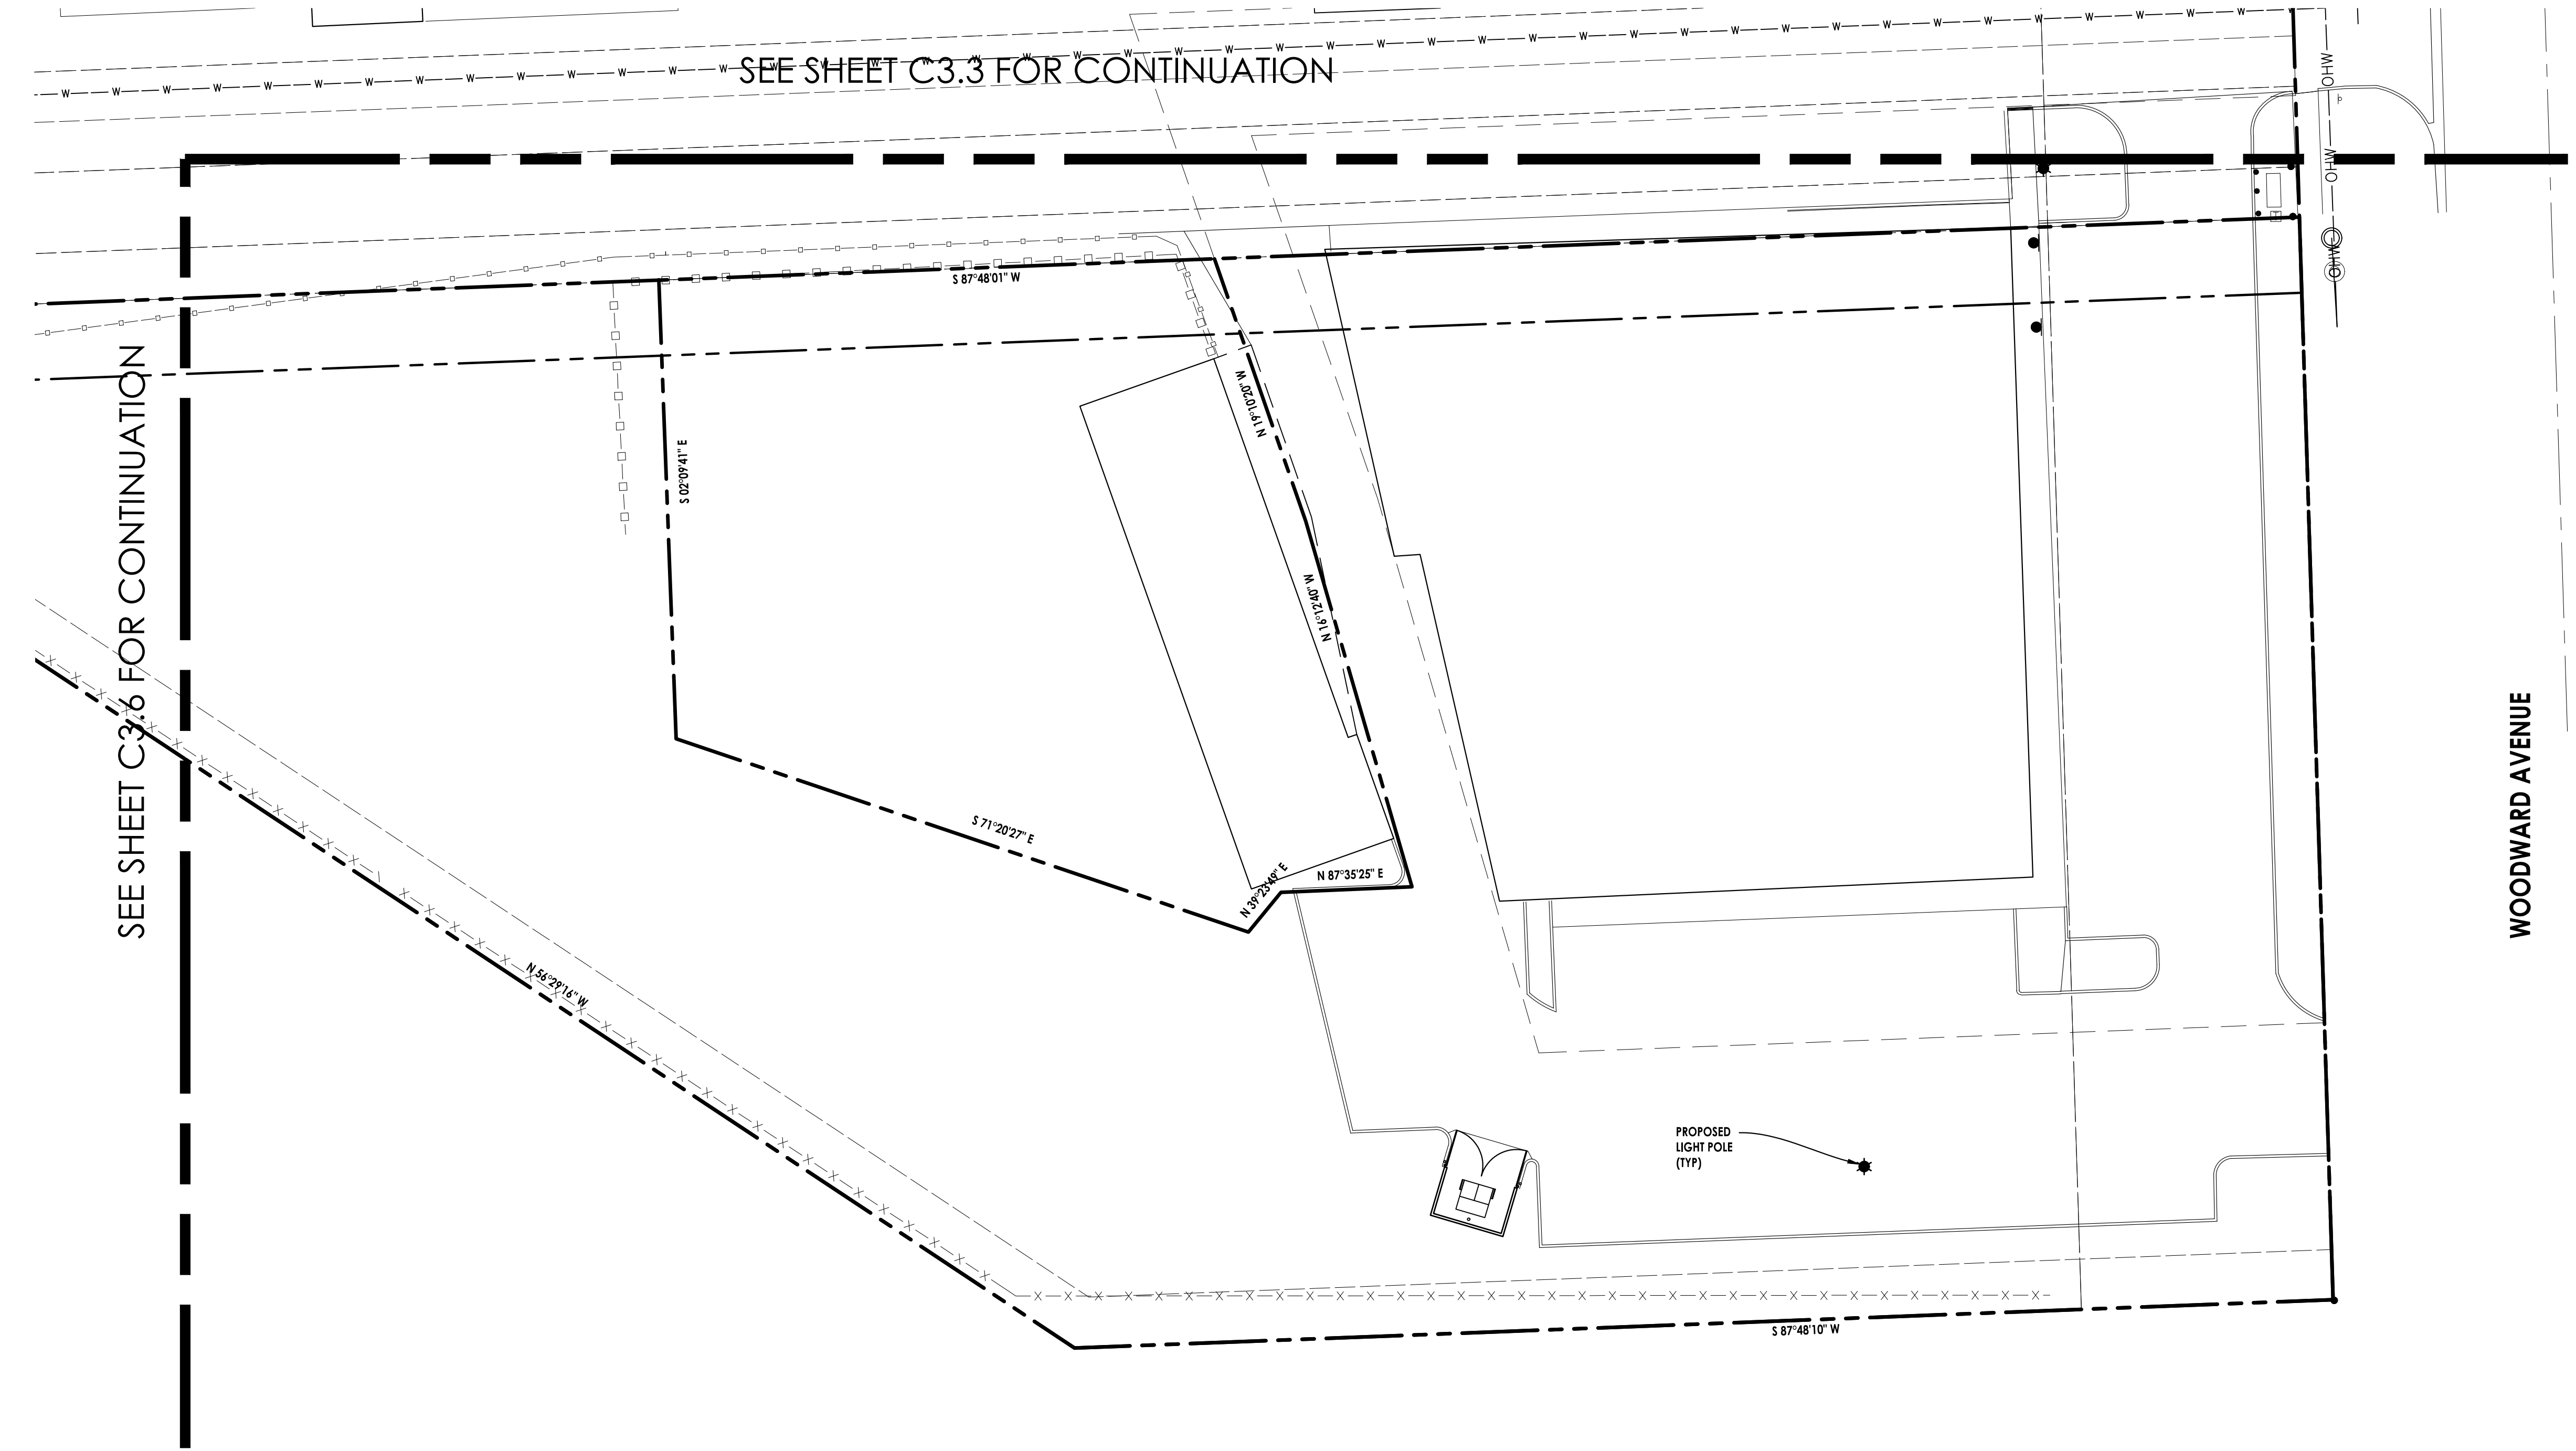 SEE SHEET C3.3 FOR CONTINUATION
OHW
OHW
OHW
S 87°48'01" W
SEE SHEET C3.6 FOR CONTINUATION
S 02°09'41" E
N 19°10'20" W
N 16°12'40" W
WOODWARD AVENUE
S 71°20'27" E
N 39°23'49" E
N 87°35'25" E
N 56°29'16" W
PROPOSED
LIGHT POLE
(TYP)
S 87°48'10" W